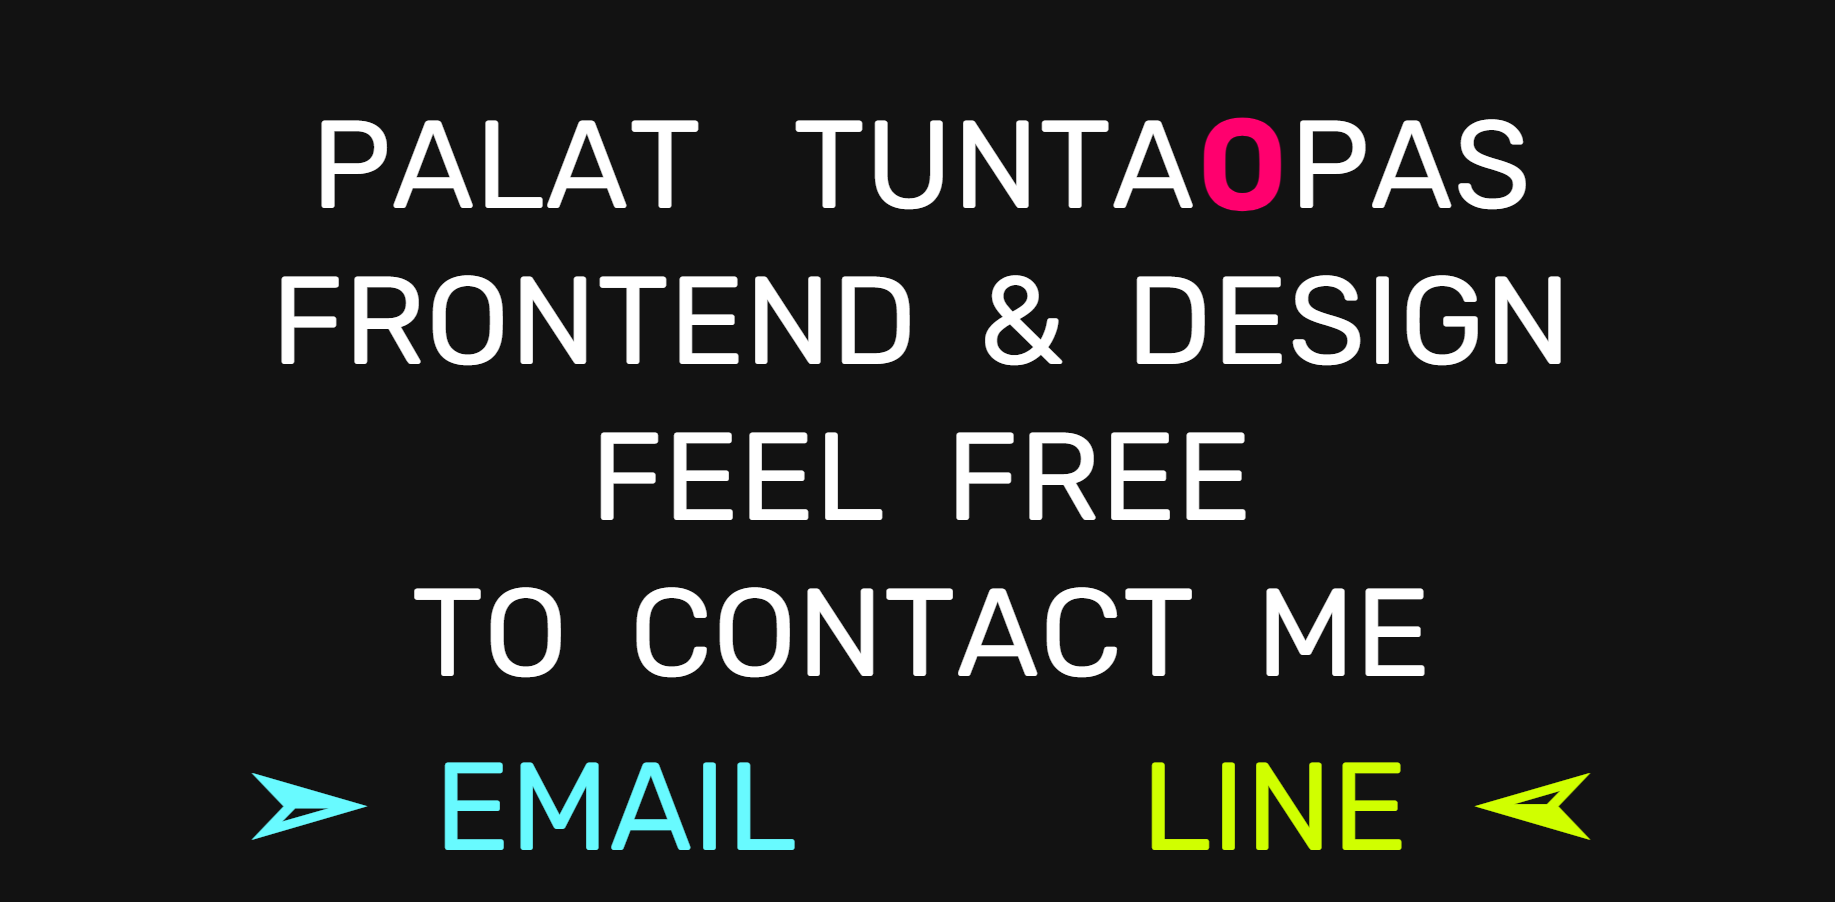 PALAT TUNTAOPAS
FRONTEND & DESIGN
FEEL FREE
TO CONTACT ME
EMAIL LINE